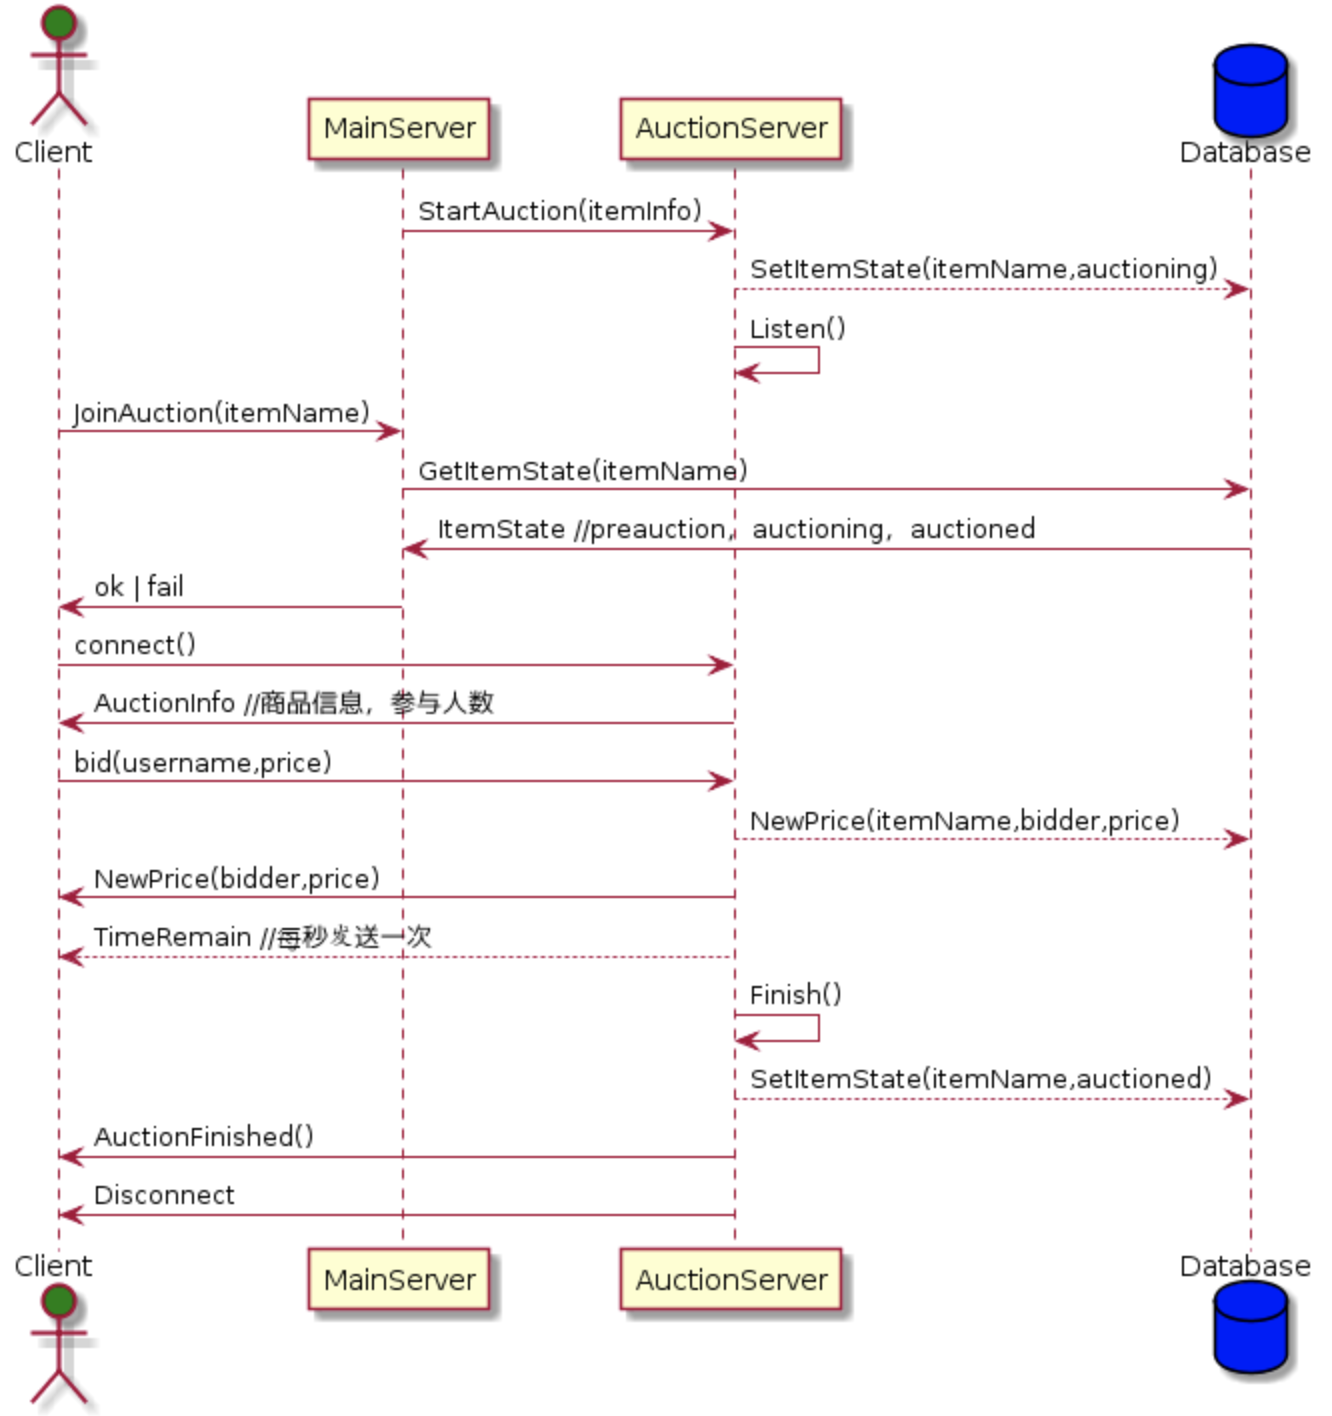 Client
MainServer
AuctionServer
Database
StartAuction(itemInfo)
SetItemState(itemName,auctioning)
Listen()
JoinAuction(itemName)
GetItemState(itemName)
ItemState //preauction，auctioning，auctioned
ok | fail
connect()
AuctionInfo //商品信息，参与人数
bid(username,price)
NewPrice(itemName,bidder,price)
NewPrice(bidder,price)
TimeRemain //每秒发送一次
Finish()
SetItemState(itemName,auctioned)
AuctionFinished()
Disconnect
Client
MainServer
AuctionServer
Database